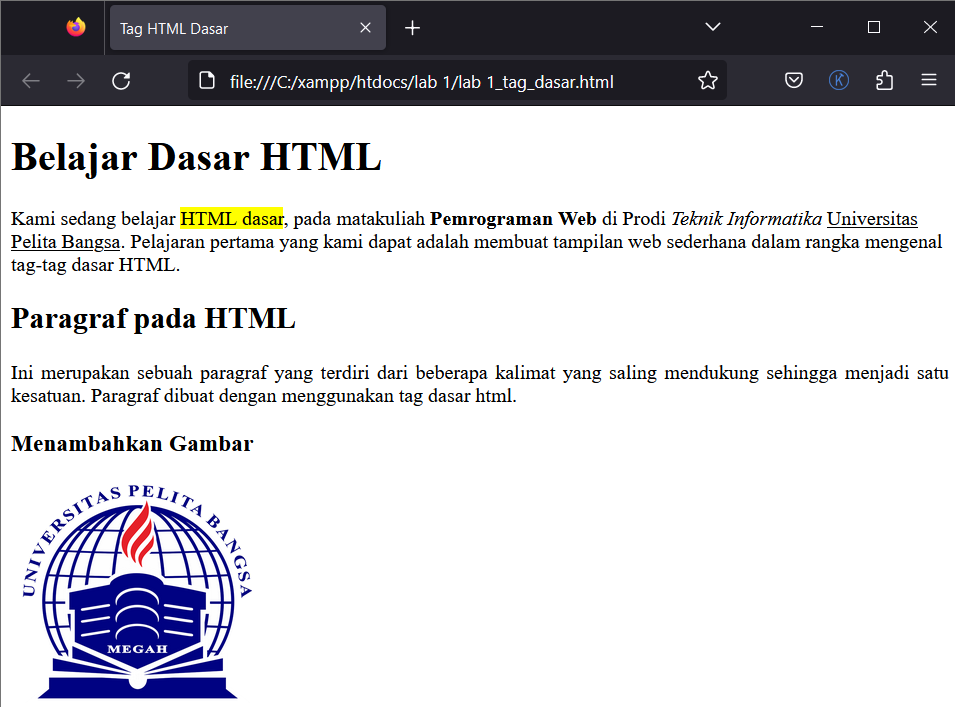 Tag HTML Dasar
file:///C:/xampp/htdocs/lab 1/lab 1_tag_dasar.html
Belajar Dasar HTML
Kami sedang belajar HTML dasar, pada matakuliah Pemrograman Web di Prodi Teknik Informatika Universitas
Pelita Bangsa. Pelajaran pertama yang kami dapat adalah membuat tampilan web sederhana dalam rangka mengenal
tag-tag dasar HTML.
Paragraf pada HTML
Ini merupakan sebuah paragraf yang terdiri dari beberapa kalimat yang saling mendukung sehingga menjadi satu
kesatuan. Paragraf dibuat dengan menggunakan tag dasar html.
Menambahkan Gambar
UNIVERSITAS PELITA BANGSA
MEGAH